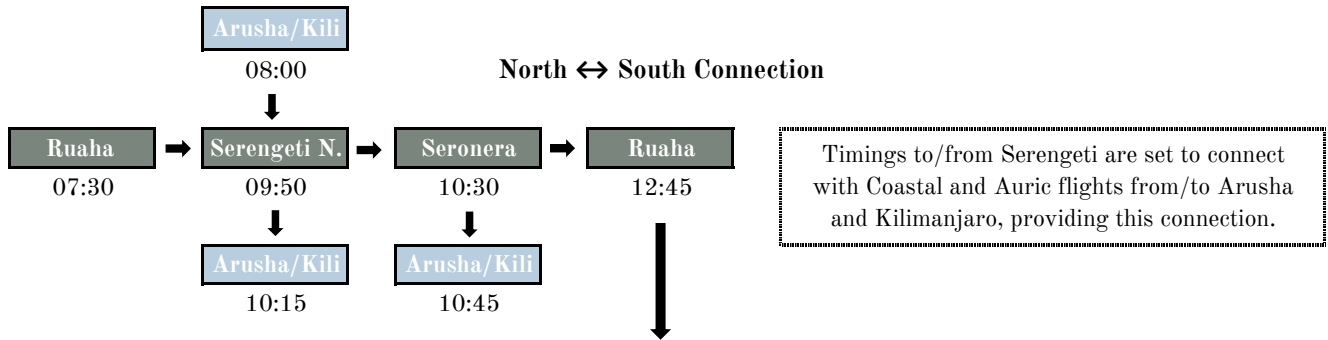 Arusha/Kili
08:00
North ↔ South Connection
Ruaha
Serengeti N.
Seronera
Ruaha
07:30
09:50
10:30
12:45
Timings to/from Serengeti are set to connect
with Coastal and Auric flights from/to Arusha
and Kilimanjaro, providing this connection.
Arusha/Kili
Arusha/Kili
10:15
10:45